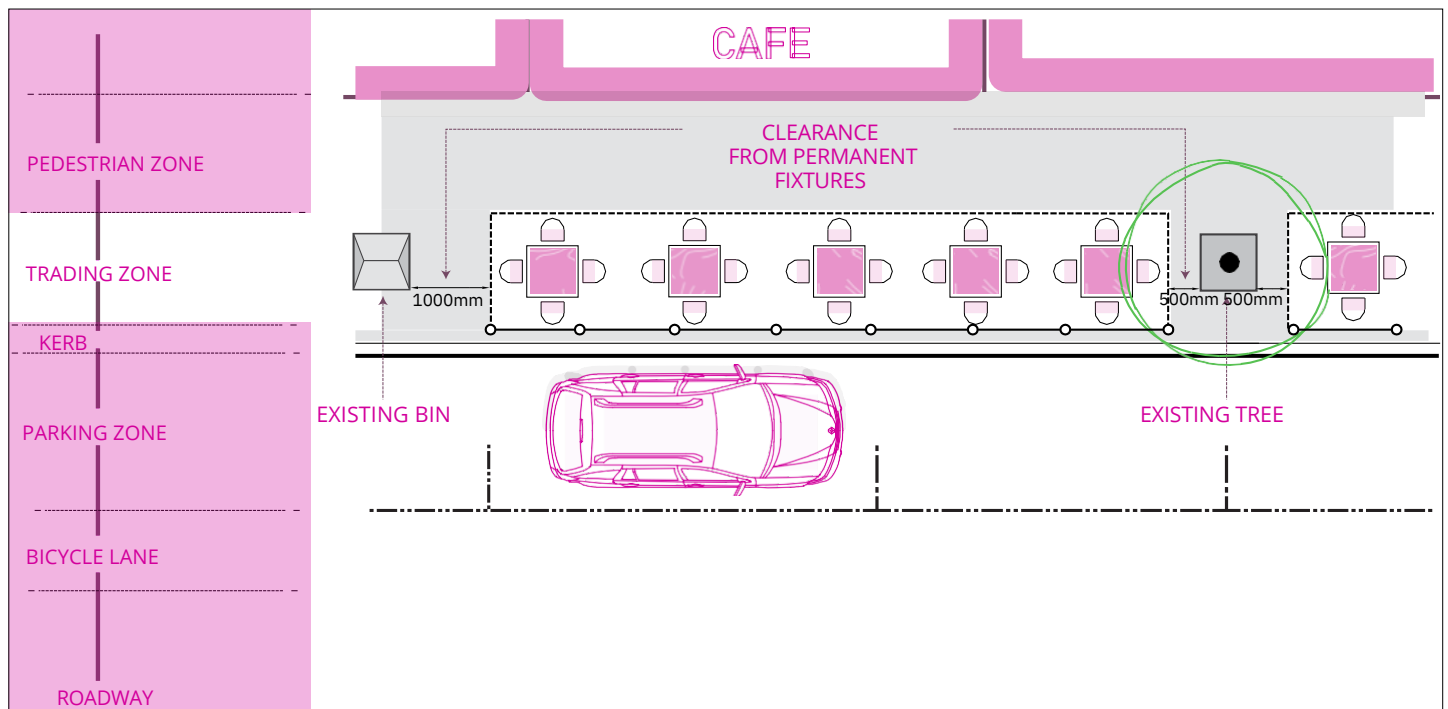 CAFE
CLEARANCE
FROM PERMANENT
FIXTURES
PEDESTRIAN ZONE
TRADING ZONE
1000mm
500mm 500mm
KERB
EXISTING BIN
EXISTING TREE
PARKING ZONE
BICYCLE LANE
ROADWAY